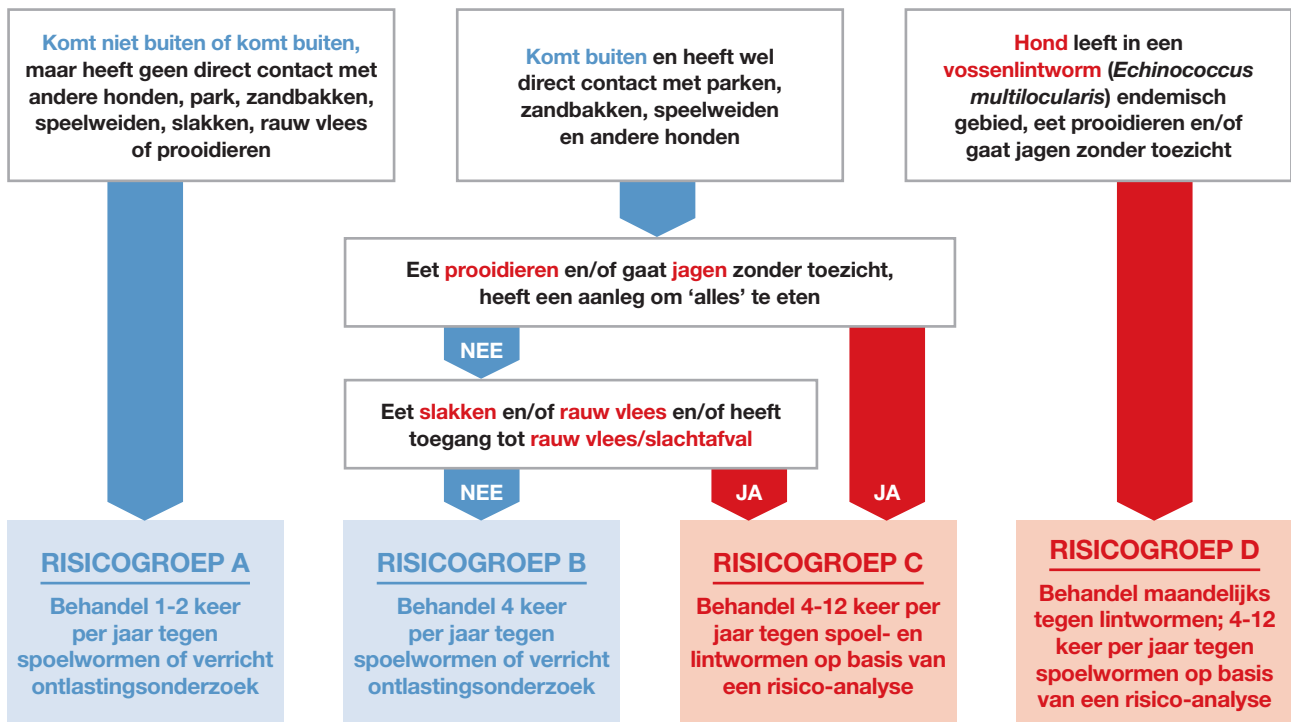 Komt niet buiten of komt buiten,
maar heeft geen direct contact met
andere honden, park, zandbakken,
speelweiden, slakken, rauw vlees
of prooidieren
Komt buiten en heeft wel
direct contact met parken,
zandbakken, speelweiden
en andere honden
Hond leeft in een
vossenlintworm (Echinococcus
multilocularis) endemisch
gebied, eet prooidieren en/of
gaat jagen zonder toezicht
Eet prooidieren en/of gaat jagen zonder toezicht,
heeft een aanleg om ‘alles’ te eten
NEE
Eet slakken en/of rauw vlees en/of heeft
toegang tot rauw vlees/slachtafval
NEE
JA
JA
RISICOGROEP A
Behandel 1-2 keer
per jaar tegen
spoelwormen of verricht
ontlastingsonderzoek
RISICOGROEP B
Behandel 4 keer
per jaar tegen
spoelwormen of verricht
ontlastingsonderzoek
RISICOGROEP C
Behandel 4-12 keer per
jaar tegen spoel- en
lintwormen op basis van
een risico-analyse
RISICOGROEP D
Behandel maandelijks
tegen lintwormen; 4-12
keer per jaar tegen
spoelwormen op basis
van een risico-analyse